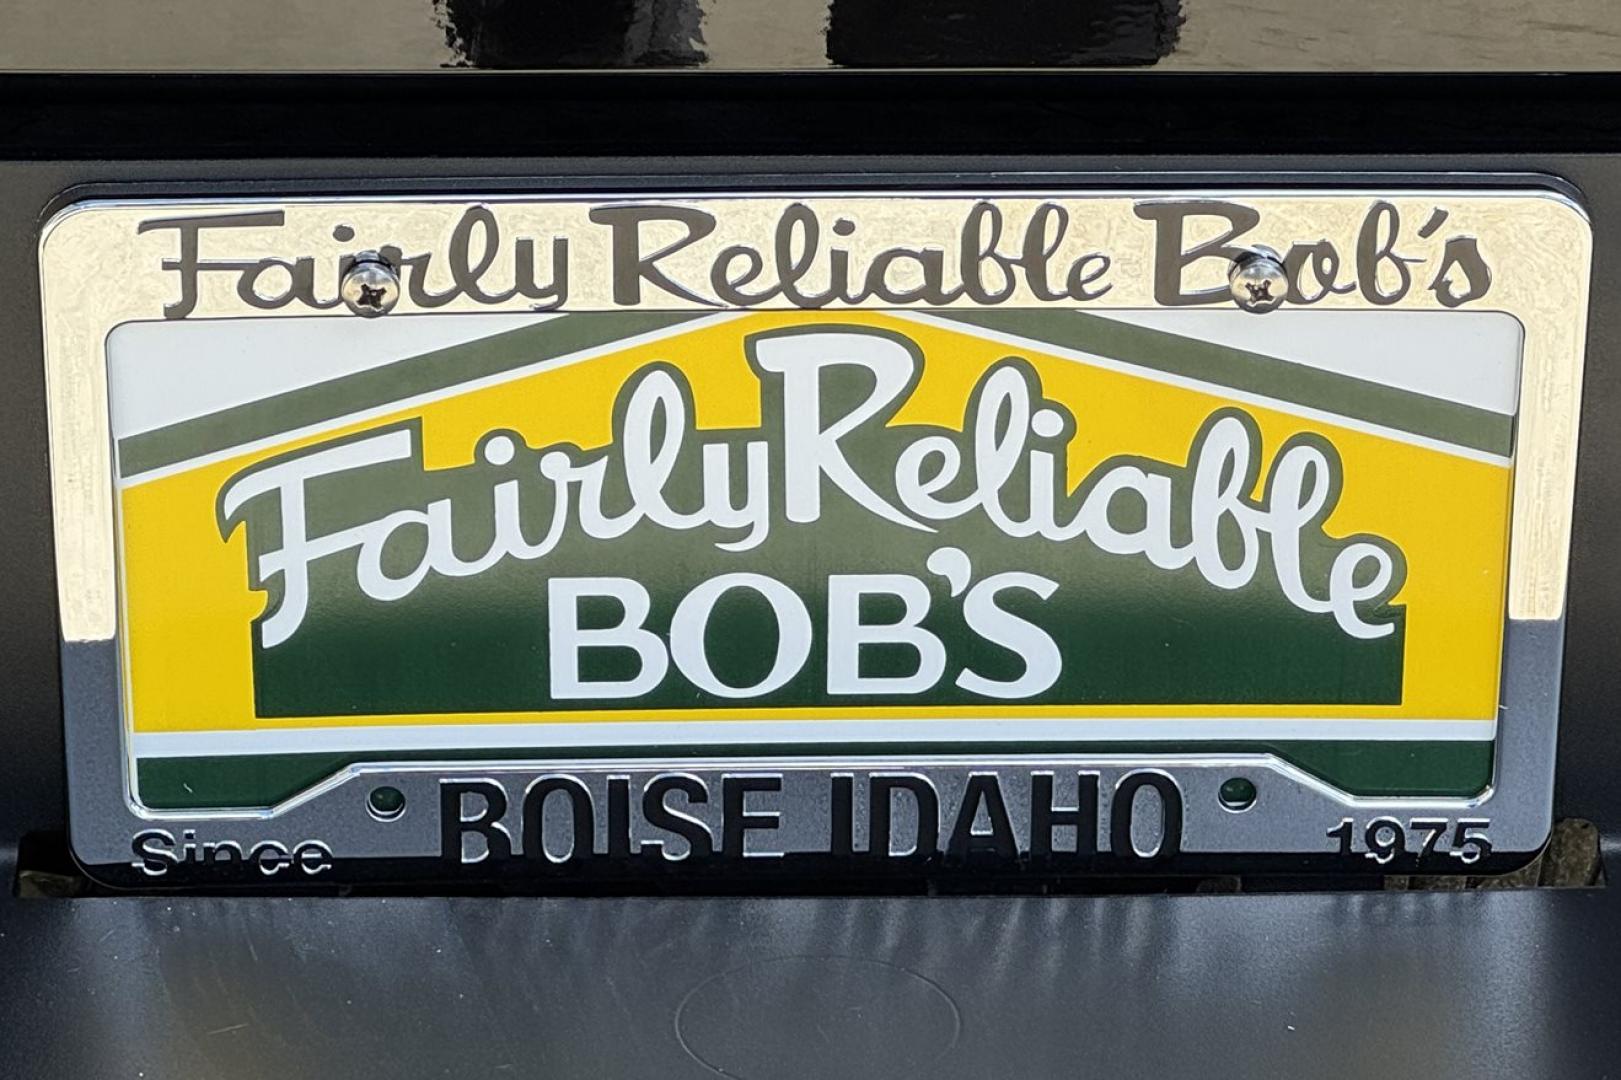 Fairly Reliable Bob's
Fairly Reliable
BOB'S
Since BOISE IDAHO 1975